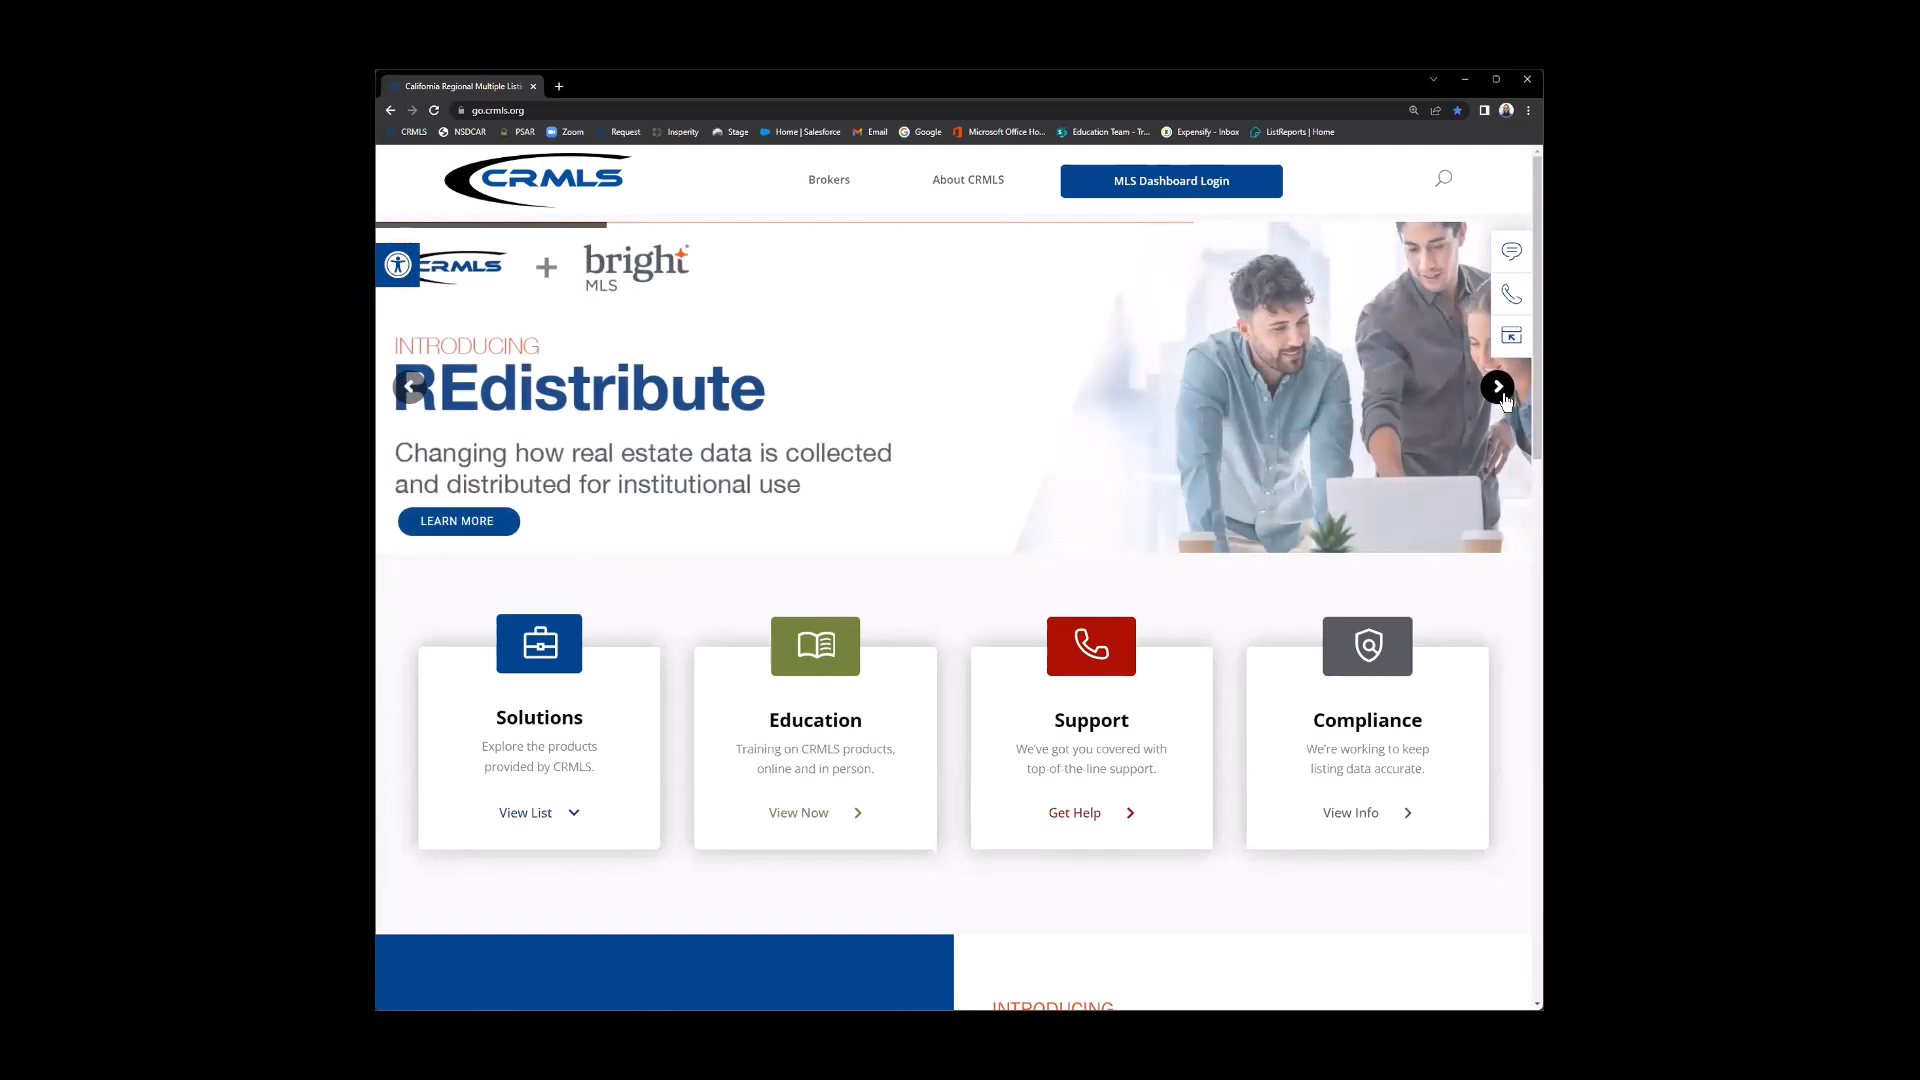 California Regional Multiple Listi
go.crmls.org
CRMLS NSDCAR PSAR Zoom Request Insperity Stage Home | Salesforce Email Google Microsoft Office Ho... Education Team - Tr... Expensify - Inbox ListReports | Home
CRMLS Brokers About CRMLS MLS Dashboard Login
CRMLS + bright
MLS
INTRODUCING
REdistribute
Changing how real estate data is collected
and distributed for institutional use
LEARN MORE
Solutions
Explore the products
provided by CRMLS.
View List
Education
Training on CRMLS products,
online and in person.
View Now
Support
We've got you covered with
top-of-the-line support.
Get Help
Compliance
We're working to keep
listing data accurate.
View Info
INTRODUCING